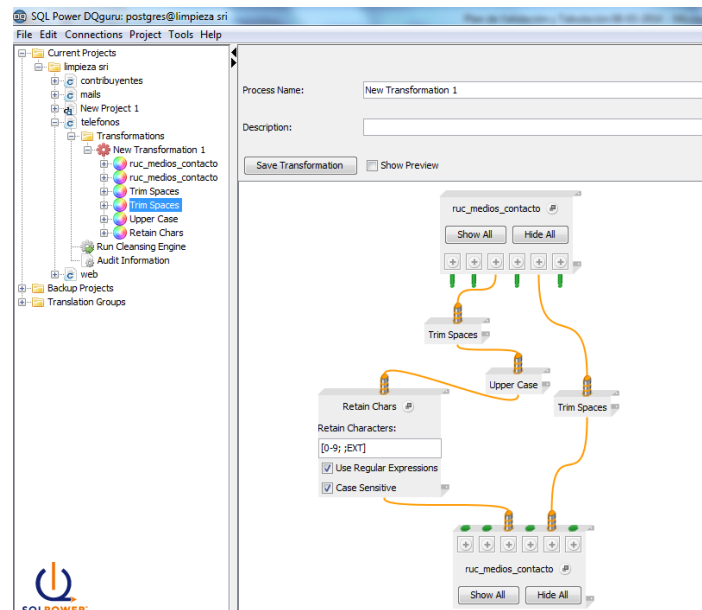 SQL Power DQguru: postgres@limpieza sri
File Edit Connections Project Tools Help
Current Projects
limpieza sri
contribuyentes
mails
New Project 1
telefonos
Transformations
New Transformation 1
ruc_medios_contacto
ruc_medios_contacto
Trim Spaces
Trim Spaces
Upper Case
Retain Chars
Run Cleansing Engine
Audit Information
web
Backup Projects
Translation Groups
Process Name: New Transformation 1
Description:
Save Transformation Show Preview
ruc_medios_contacto
Show All Hide All
Trim Spaces
Upper Case
Trim Spaces
Retain Chars
Retain Characters:
[0-9; ;EXT]
Use Regular Expressions
Case Sensitive
ruc_medios_contacto
Show All Hide All
SQLPOWER